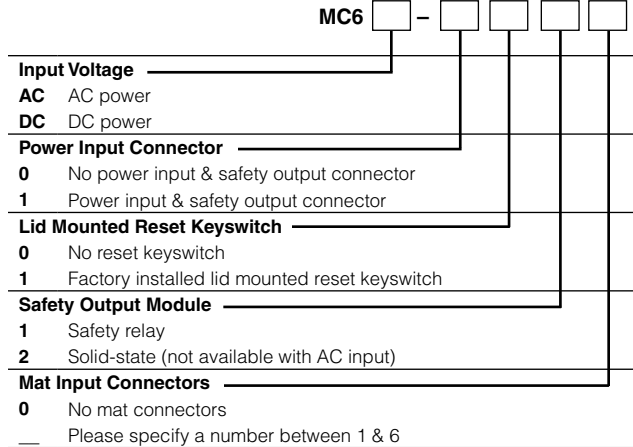 MC6 –
Input Voltage
AC AC power
DC DC power
Power Input Connector
0 No power input & safety output connector
1 Power input & safety output connector
Lid Mounted Reset Keyswitch
0 No reset keyswitch
1 Factory installed lid mounted reset keyswitch
Safety Output Module
1 Safety relay
2 Solid-state (not available with AC input)
Mat Input Connectors
0 No mat connectors
__ Please specify a number between 1 & 6